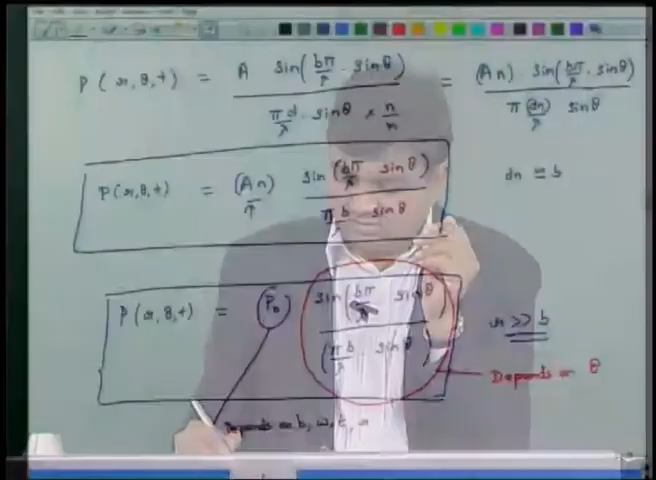 P(r,θ,t) = A sin(bπ/λ · sinθ) / (πd/λ · sinθ × n/n) = (An) · sin(bπ/λ · sinθ) / (π(dn)/λ sinθ)
P(r,θ,t) = (An)/r sin(bπ/λ sinθ) / (πb/λ · sinθ) dn ≅ b
P(r,θ,t) = (P₀) sin(bπ/λ sinθ) / (πb/λ · sinθ) r >> b
Depends on θ
Depends on b, ω, t, r